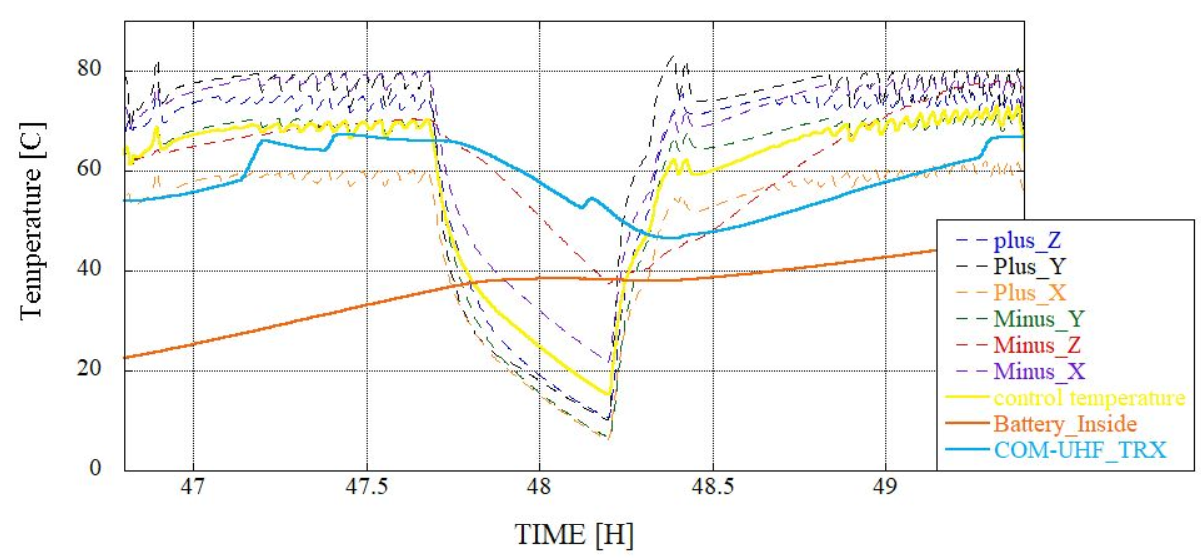 80
60
40
20
0
Temperature [C]
47
47.5
48
48.5
49
TIME [H]
plus_Z
Plus_Y
Plus_X
Minus_Y
Minus_Z
Minus_X
control temperature
Battery_Inside
COM-UHF_TRX